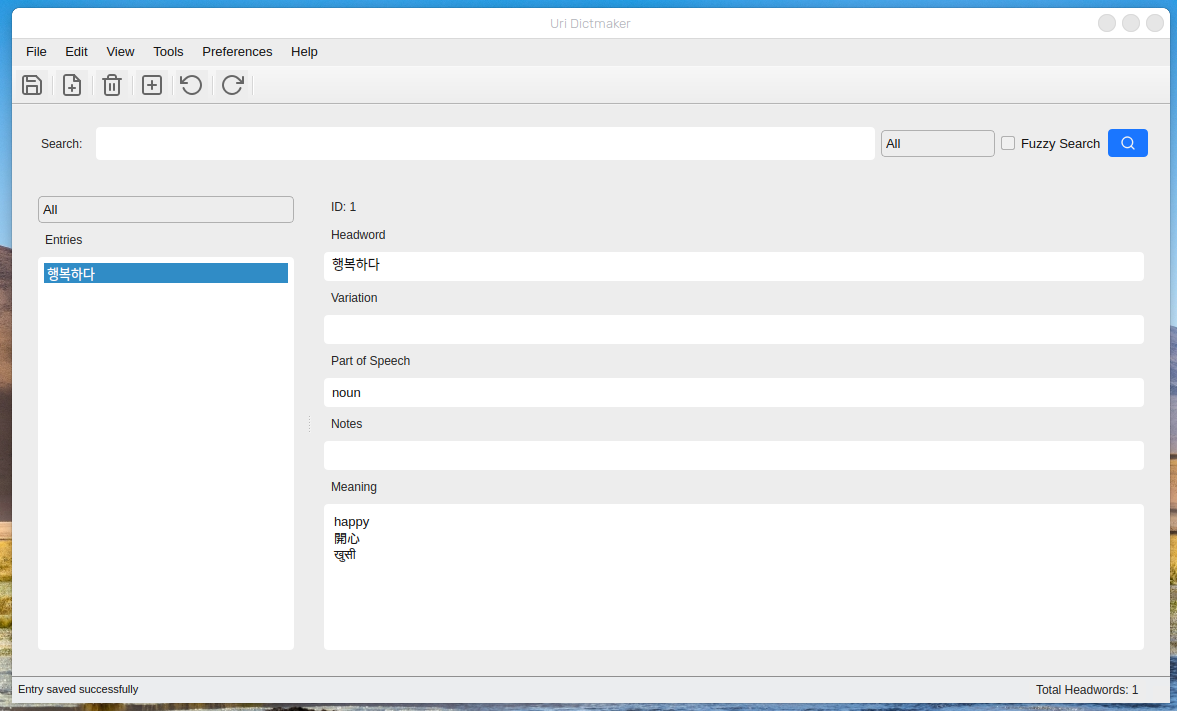 Uri Dictmaker
File Edit View Tools Preferences Help
Search: All Fuzzy Search
All
Entries
행복하다
ID: 1
Headword
행복하다
Variation
Part of Speech
noun
Notes
Meaning
happy
開心
खुसी
Entry saved successfully Total Headwords: 1